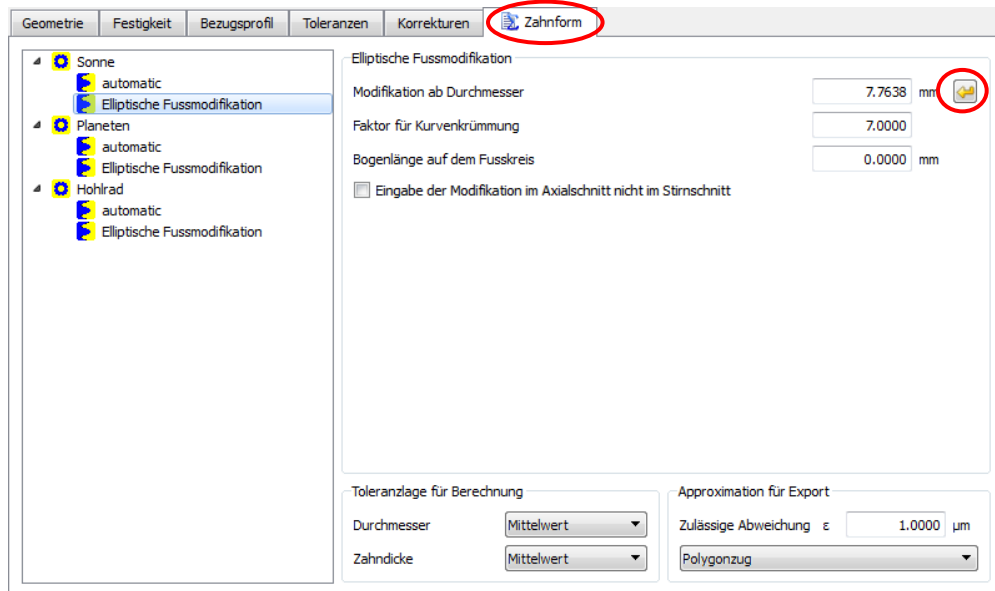 Geometrie Festigkeit Bezugsprofil Toleranzen Korrekturen Zahnform
Sonne
automatic
Elliptische Fussmodifikation
Planeten
automatic
Elliptische Fussmodifikation
Hohlrad
automatic
Elliptische Fussmodifikation
Elliptische Fussmodifikation
Modifikation ab Durchmesser 7.7638 mm
Faktor für Kurvenkrümmung 7.0000
Bogenlänge auf dem Fusskreis 0.0000 mm
Eingabe der Modifikation im Axialschnitt nicht im Stirnschnitt
Toleranzlage für Berechnung
Durchmesser Mittelwert
Zahndicke Mittelwert
Approximation für Export
Zulässige Abweichung ε 1.0000 µm
Polygonzug